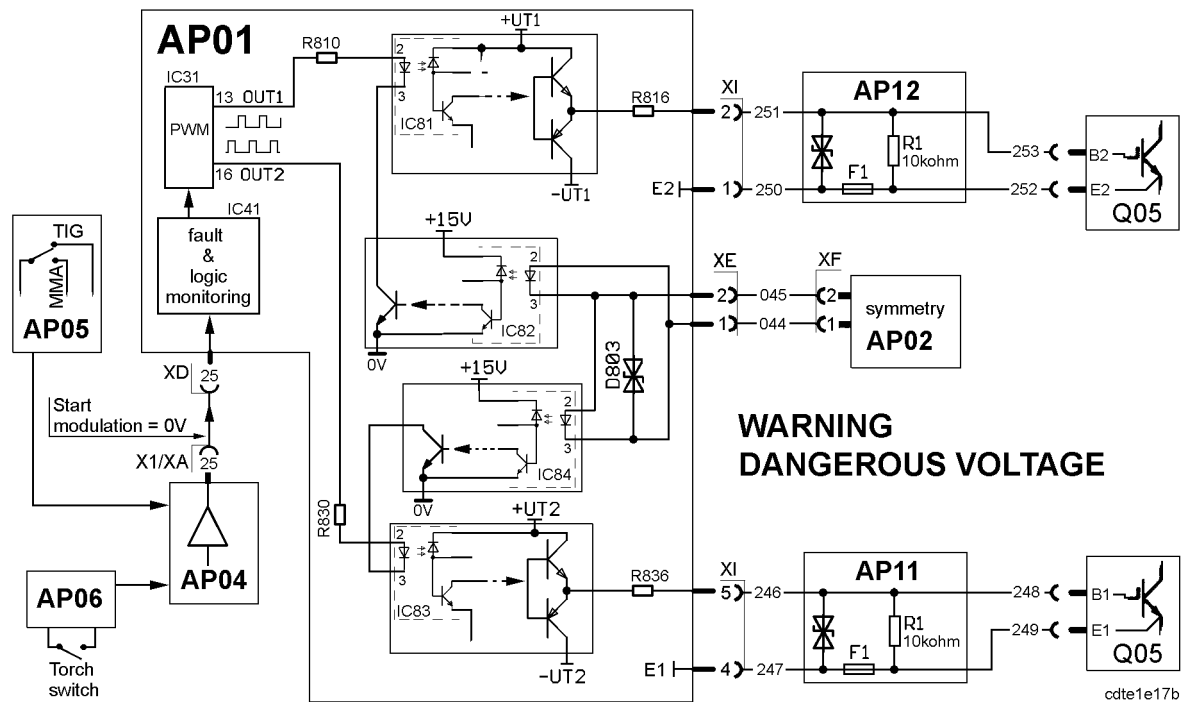 AP01
IC31
PWM
13 OUT1
16 OUT2
IC41
fault
&
logic
monitoring
R810
+UT1
2
3
IC81
-UT1
R816
XI
2
251
E2
1
250
AP12
R1
10kohm
F1
253
B2
252
E2
Q05
TIG
MMA
AP05
+15V
2
3
IC82
0V
XE
XF
2
045
2
1
044
1
symmetry
AP02
D803
XD
25
Start
modulation = 0V
X1/XA
25
AP04
+15V
2
3
IC84
0V
WARNING
DANGEROUS VOLTAGE
AP06
Torch
switch
R830
+UT2
2
3
IC83
-UT2
R836
XI
5
246
E1
4
247
AP11
R1
10kohm
F1
248
B1
249
E1
Q05
cdte1e17b